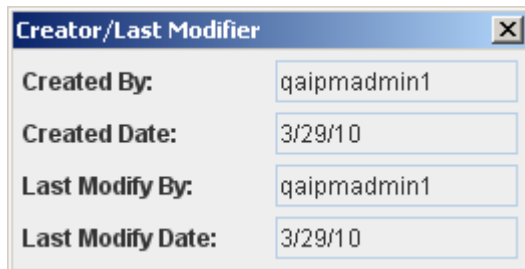 Creator/Last Modifier
Created By: qaipmadmin1
Created Date: 3/29/10
Last Modify By: qaipmadmin1
Last Modify Date: 3/29/10